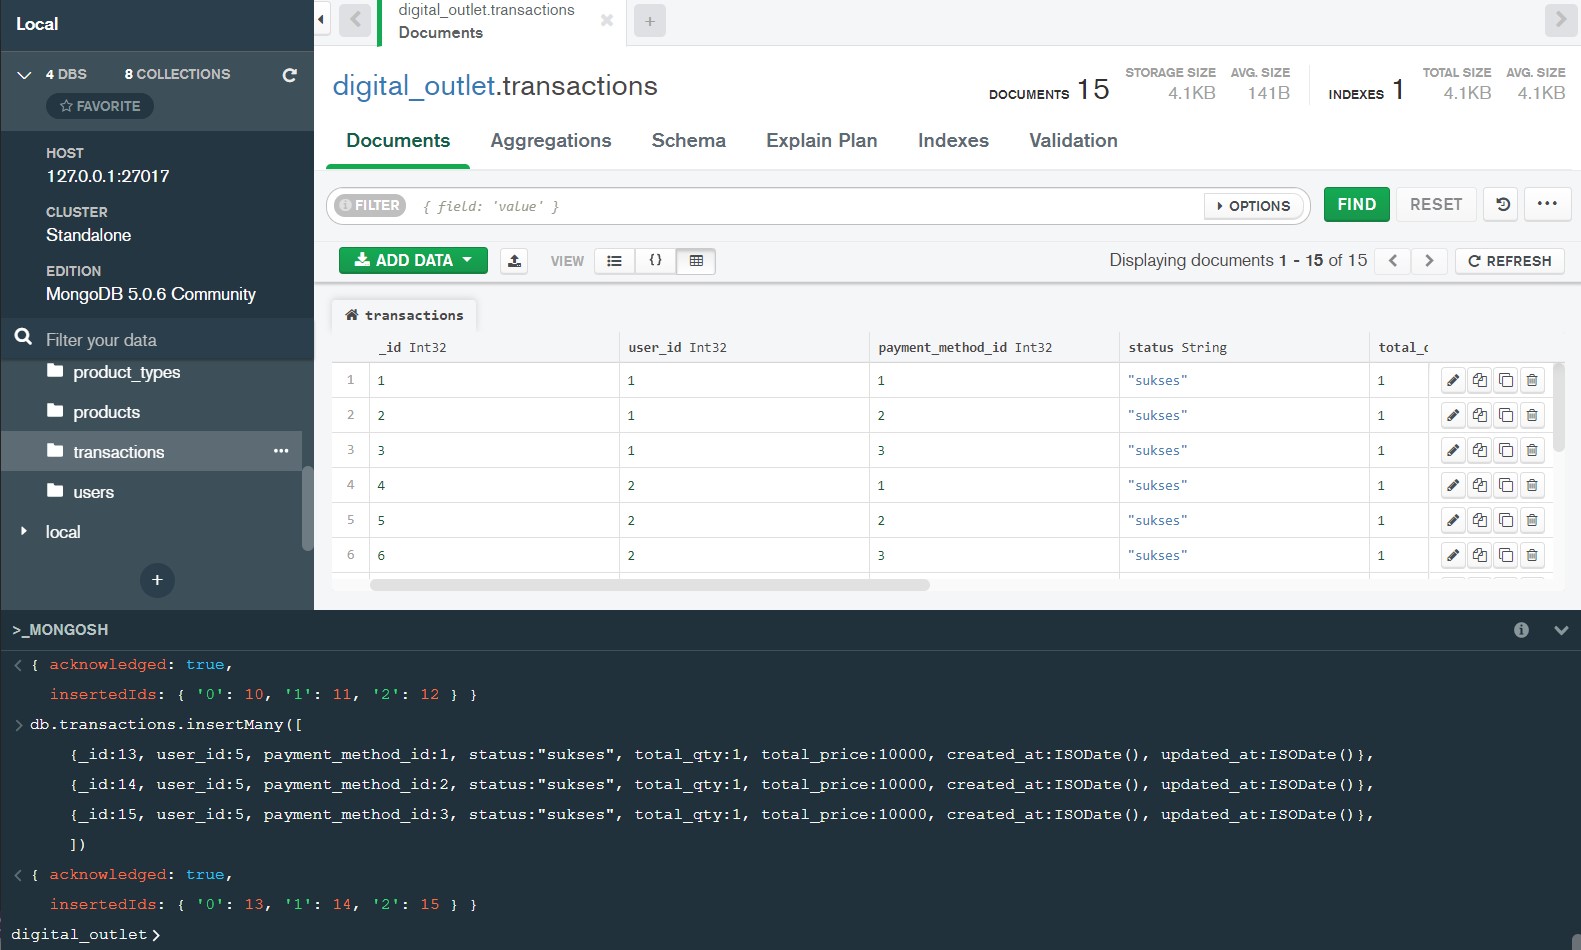 Local
4 DBS 8 COLLECTIONS
FAVORITE
HOST
127.0.0.1:27017
CLUSTER
Standalone
EDITION
MongoDB 5.0.6 Community
Filter your data
product_types
products
transactions ...
users
local
+
digital_outlet.transactions
Documents
+
digital_outlet.transactions
DOCUMENTS 15
STORAGE SIZE
4.1KB
AVG. SIZE
141B
INDEXES 1
TOTAL SIZE
4.1KB
AVG. SIZE
4.1KB
Documents Aggregations Schema Explain Plan Indexes Validation
FILTER { field: 'value' } OPTIONS FIND RESET ...
ADD DATA VIEW { } Displaying documents 1 - 15 of 15 REFRESH
transactions
_id Int32 user_id Int32 payment_method_id Int32 status String total_
1 1 1 1 "sukses" 1
2 2 1 2 "sukses" 1
3 3 1 3 "sukses" 1
4 4 2 1 "sukses" 1
5 5 2 2 "sukses" 1
6 6 2 3 "sukses" 1
>_MONGOSH
< { acknowledged: true,
insertedIds: { '0': 10, '1': 11, '2': 12 } }
> db.transactions.insertMany([
{_id:13, user_id:5, payment_method_id:1, status:"sukses", total_qty:1, total_price:10000, created_at:ISODate(), updated_at:ISODate()},
{_id:14, user_id:5, payment_method_id:2, status:"sukses", total_qty:1, total_price:10000, created_at:ISODate(), updated_at:ISODate()},
{_id:15, user_id:5, payment_method_id:3, status:"sukses", total_qty:1, total_price:10000, created_at:ISODate(), updated_at:ISODate()},
])
< { acknowledged: true,
insertedIds: { '0': 13, '1': 14, '2': 15 } }
digital_outlet>